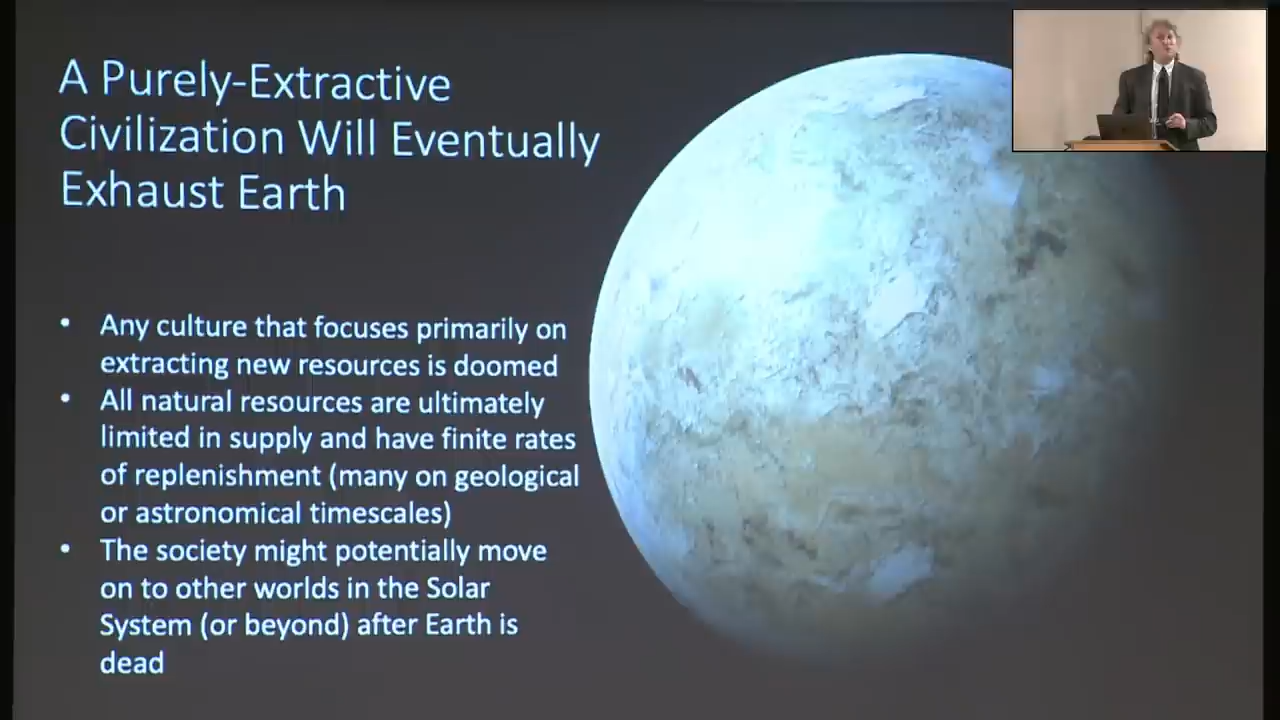 A Purely-Extractive
Civilization Will Eventually
Exhaust Earth
• Any culture that focuses primarily on
extracting new resources is doomed
• All natural resources are ultimately
limited in supply and have finite rates
of replenishment (many on geological
or astronomical timescales)
• The society might potentially move
on to other worlds in the Solar
System (or beyond) after Earth is
dead